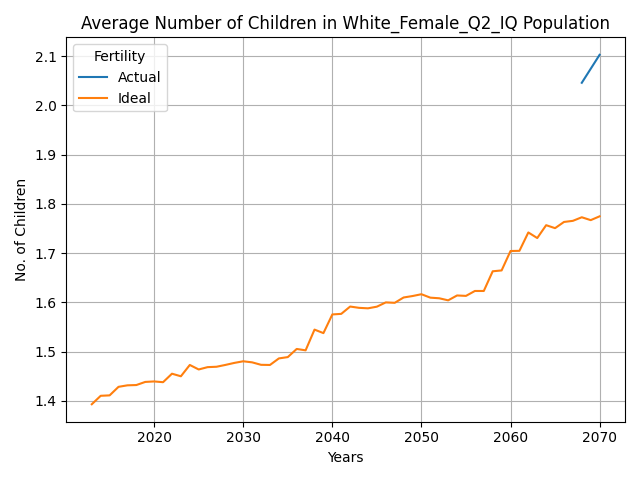 Average Number of Children in White_Female_Q2_IQ Population
Fertility
Actual
Ideal
No. of Children
2.1
2.0
1.9
1.8
1.7
1.6
1.5
1.4
2020 2030 2040 2050 2060 2070
Years